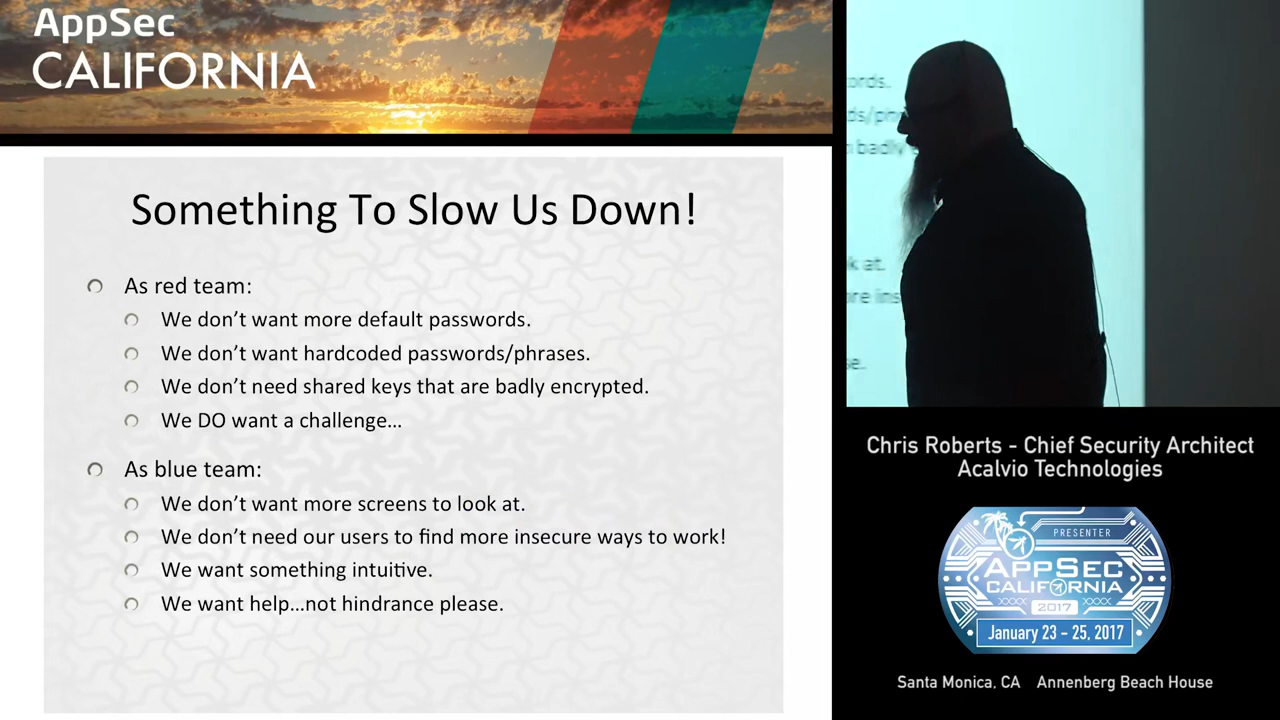 AppSec
CALIFORNIA
Something To Slow Us Down!
As red team:
We don’t want more default passwords.
We don’t want hardcoded passwords/phrases.
We don’t need shared keys that are badly encrypted.
We DO want a challenge…
As blue team:
We don’t want more screens to look at.
We don’t need our users to find more insecure ways to work!
We want something intuitive.
We want help…not hindrance please.
badly
k at.
Chris Roberts - Chief Security Architect
Acalvio Technologies
PRESENTER
APPSEC
CALIFORNIA
2017
January 23 - 25, 2017
Santa Monica, CA Annenberg Beach House